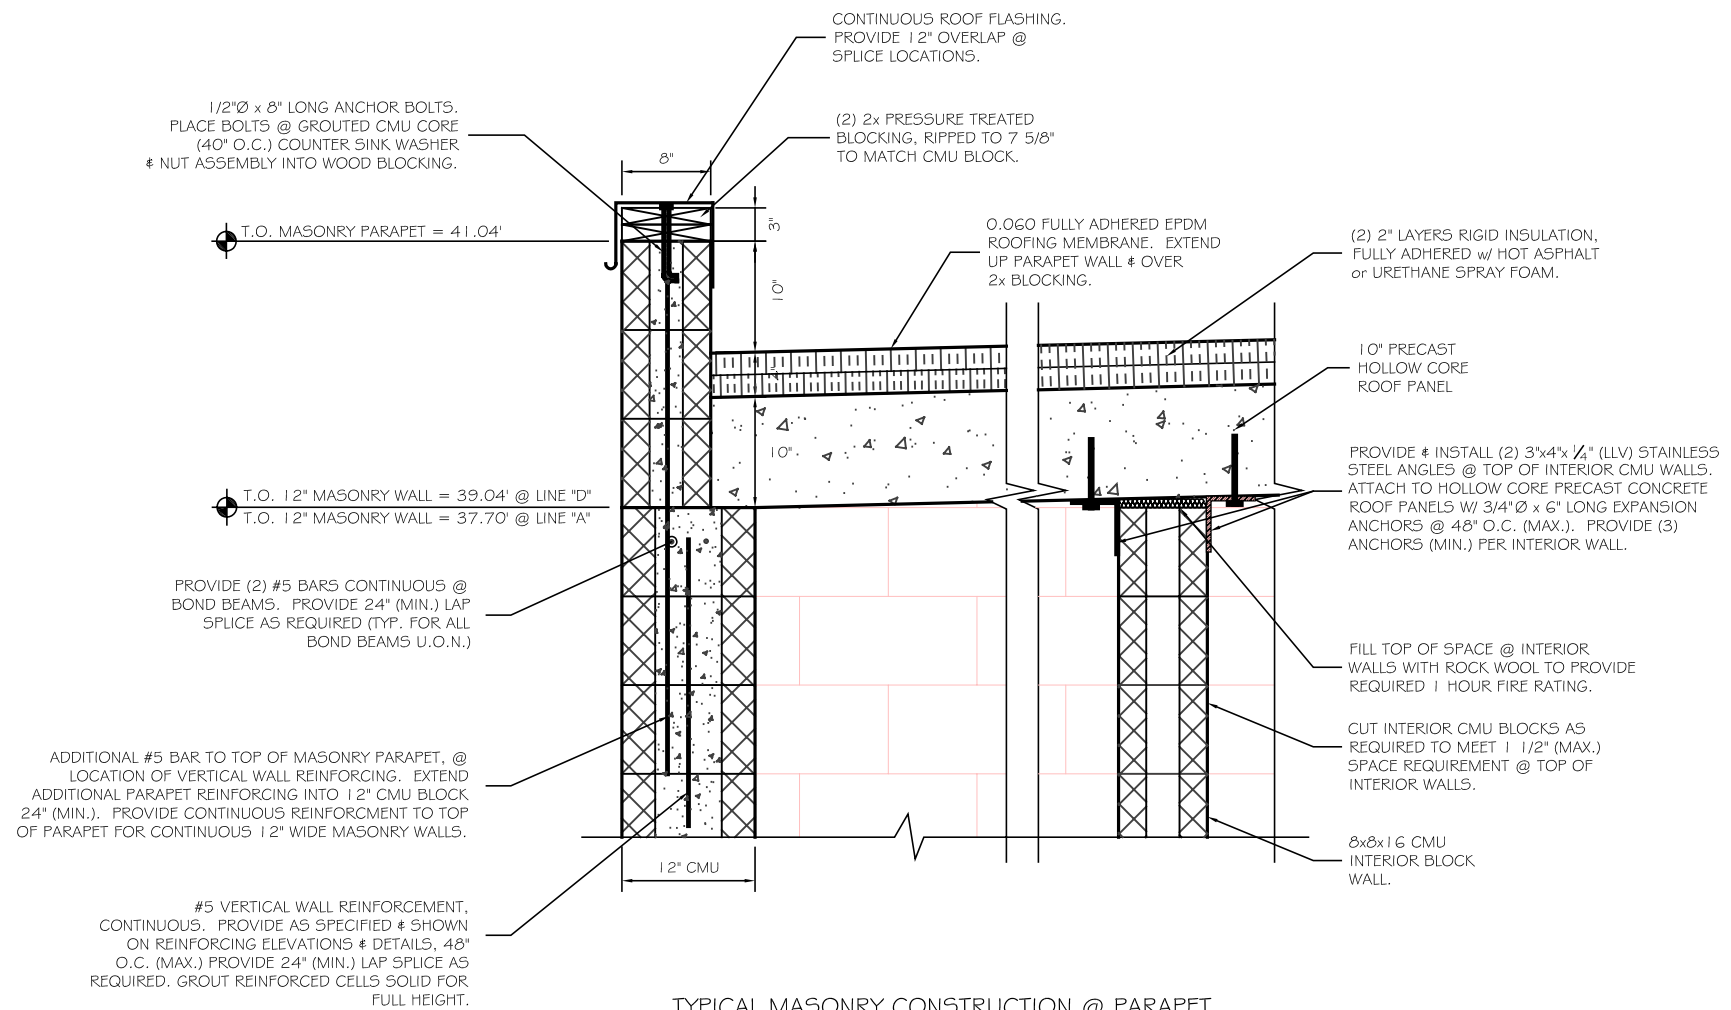 CONTINUOUS ROOF FLASHING.
PROVIDE 12" OVERLAP @
SPLICE LOCATIONS.
1/2"Ø x 8" LONG ANCHOR BOLTS.
PLACE BOLTS @ GROUTED CMU CORE
(40" O.C.) COUNTER SINK WASHER
& NUT ASSEMBLY INTO WOOD BLOCKING.
(2) 2x PRESSURE TREATED
BLOCKING, RIPPED TO 7 5/8"
TO MATCH CMU BLOCK.
8"
3"
T.O. MASONRY PARAPET = 41.04'
0.060 FULLY ADHERED EPDM
ROOFING MEMBRANE. EXTEND
UP PARAPET WALL & OVER
2x BLOCKING.
(2) 2" LAYERS RIGID INSULATION,
FULLY ADHERED w/ HOT ASPHALT
or URETHANE SPRAY FOAM.
10"
4"
10" PRECAST
HOLLOW CORE
ROOF PANEL
10"
PROVIDE & INSTALL (2) 3"x4"x 1/4" (LLV) STAINLESS
STEEL ANGLES @ TOP OF INTERIOR CMU WALLS.
ATTACH TO HOLLOW CORE PRECAST CONCRETE
ROOF PANELS W/ 3/4"Ø x 6" LONG EXPANSION
ANCHORS @ 48" O.C. (MAX.). PROVIDE (3)
ANCHORS (MIN.) PER INTERIOR WALL.
T.O. 12" MASONRY WALL = 39.04' @ LINE "D"
T.O. 12" MASONRY WALL = 37.70' @ LINE "A"
PROVIDE (2) #5 BARS CONTINUOUS @
BOND BEAMS. PROVIDE 24" (MIN.) LAP
SPLICE AS REQUIRED (TYP. FOR ALL
BOND BEAMS U.O.N.)
FILL TOP OF SPACE @ INTERIOR
WALLS WITH ROCK WOOL TO PROVIDE
REQUIRED 1 HOUR FIRE RATING.
CUT INTERIOR CMU BLOCKS AS
REQUIRED TO MEET 1 1/2" (MAX.)
SPACE REQUIREMENT @ TOP OF
INTERIOR WALLS.
ADDITIONAL #5 BAR TO TOP OF MASONRY PARAPET, @
LOCATION OF VERTICAL WALL REINFORCING. EXTEND
ADDITIONAL PARAPET REINFORCING INTO 12" CMU BLOCK
24" (MIN.). PROVIDE CONTINUOUS REINFORCMENT TO TOP
OF PARAPET FOR CONTINUOUS 12" WIDE MASONRY WALLS.
8x8x16 CMU
INTERIOR BLOCK
WALL.
12" CMU
#5 VERTICAL WALL REINFORCEMENT,
CONTINUOUS. PROVIDE AS SPECIFIED & SHOWN
ON REINFORCING ELEVATIONS & DETAILS, 48"
O.C. (MAX.) PROVIDE 24" (MIN.) LAP SPLICE AS
REQUIRED. GROUT REINFORCED CELLS SOLID FOR
FULL HEIGHT.
TYPICAL MASONRY CONSTRUCTION @ PARAPET